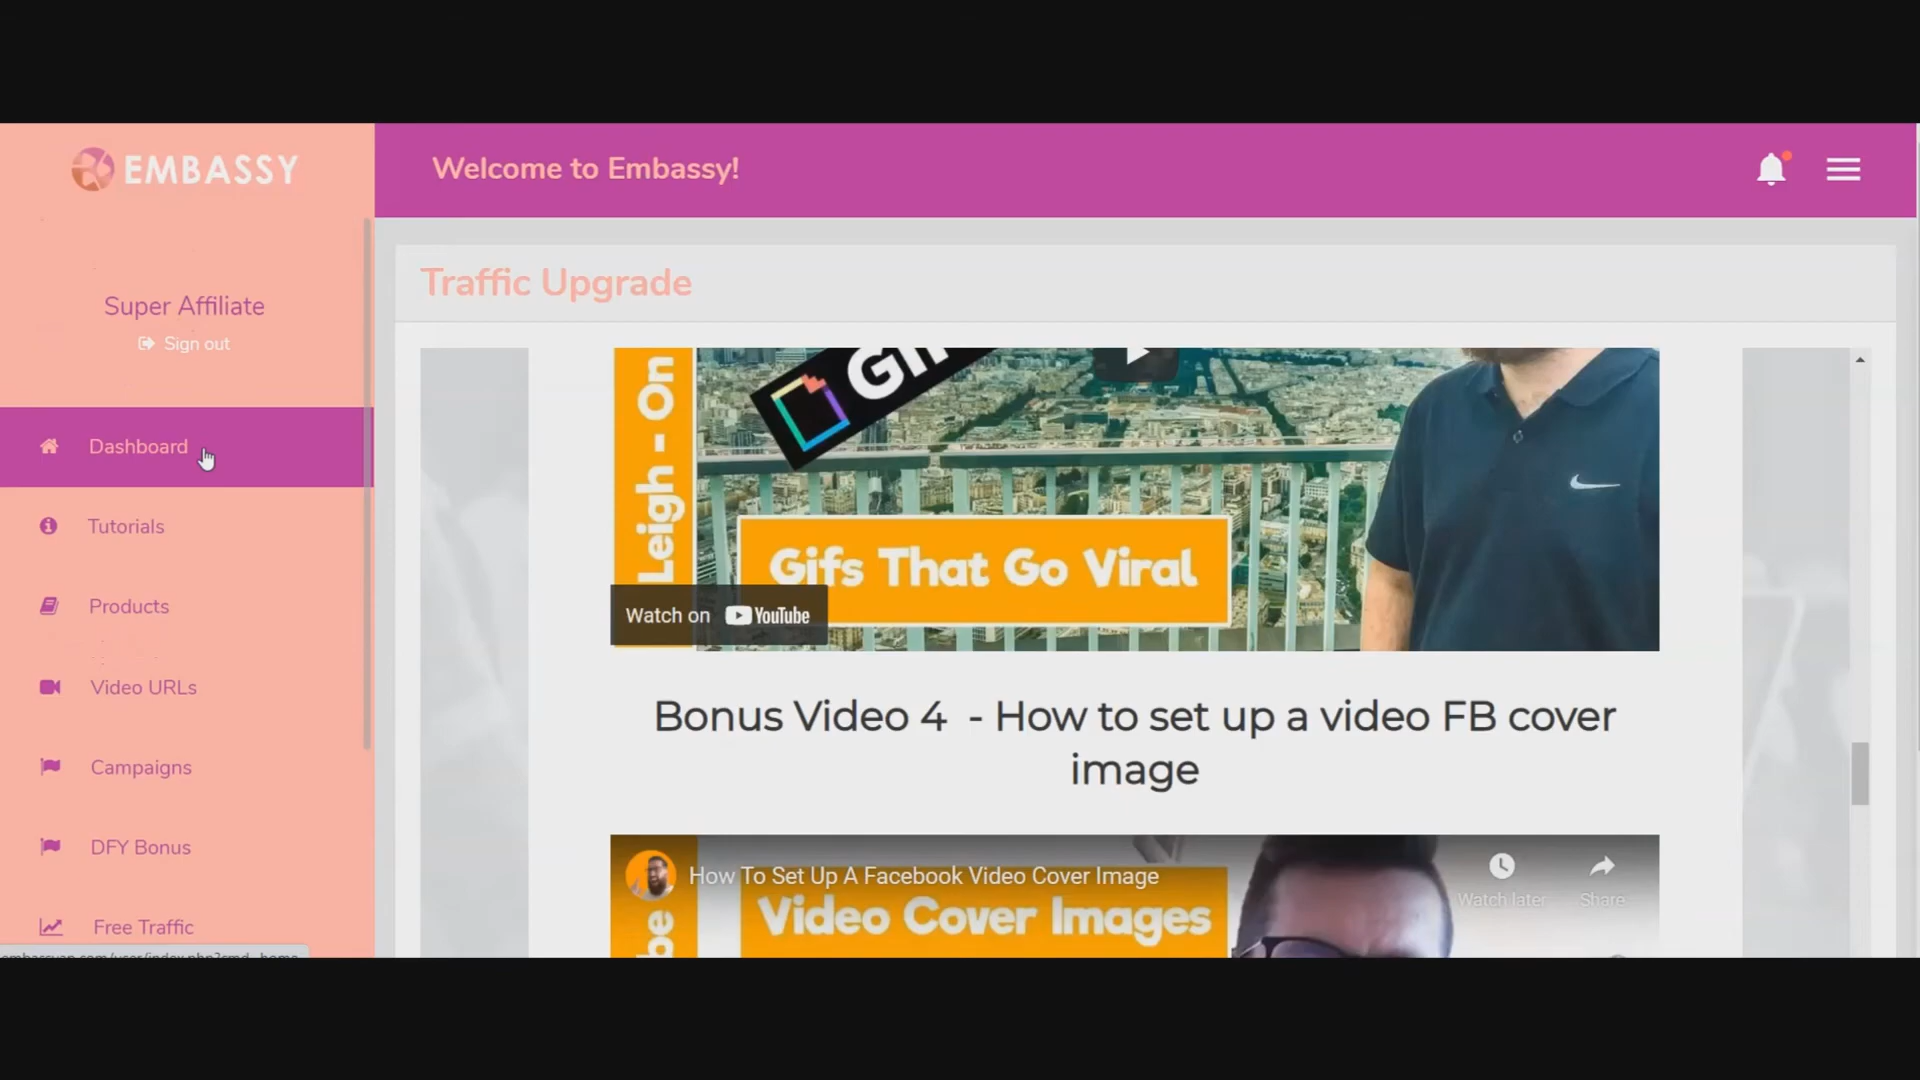 EMBASSY
Welcome to Embassy!
Super Affiliate
Sign out
Dashboard
Tutorials
Products
Video URLs
Campaigns
DFY Bonus
Free Traffic
Traffic Upgrade
Leigh - On
Gifs That Go Viral
Watch on YouTube
Bonus Video 4 - How to set up a video FB cover
image
How To Set Up A Facebook Video Cover Image
Watch later
Share
Video Cover Images